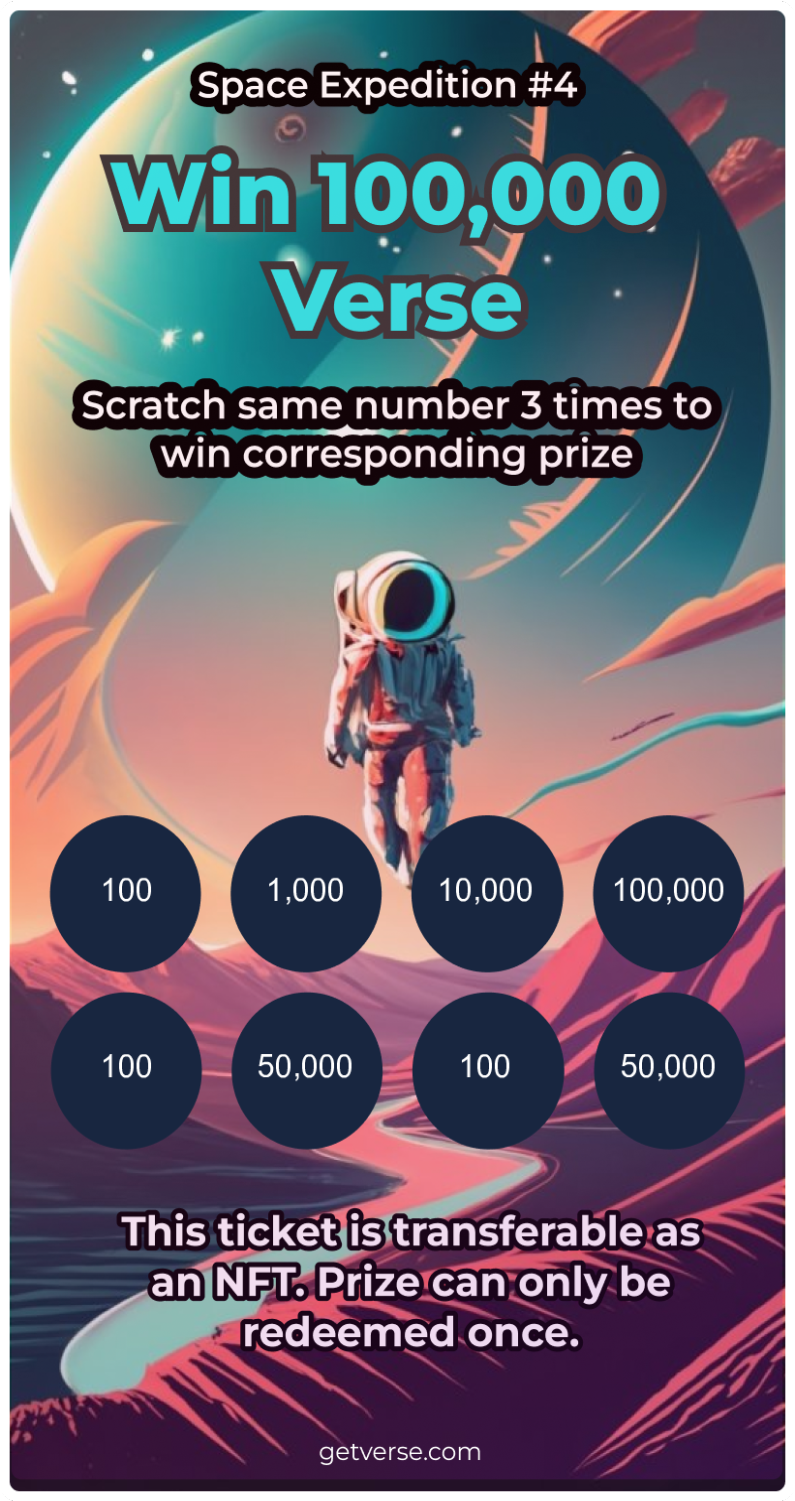 Space Expedition #4
Win 100,000
Verse
Scratch same number 3 times to
win corresponding prize
100 1,000 10,000 100,000
100 50,000 100 50,000
This ticket is transferable as
an NFT. Prize can only be
redeemed once.
getverse.com